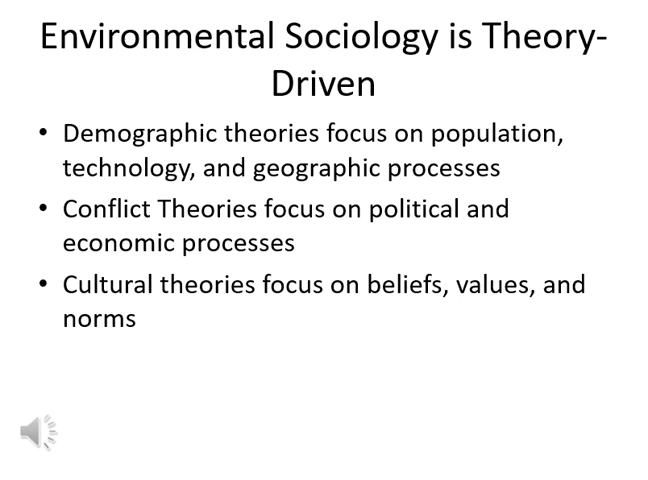 Environmental Sociology is Theory-
Driven
• Demographic theories focus on population,
technology, and geographic processes
• Conflict Theories focus on political and
economic processes
• Cultural theories focus on beliefs, values, and
norms